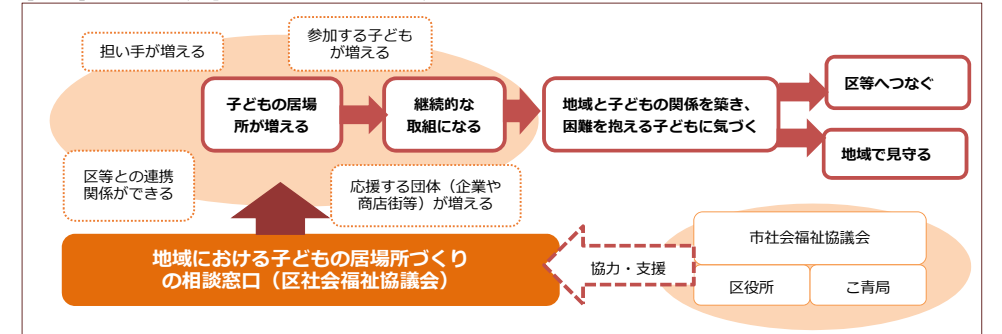 担い手が増える
参加する子ども
が増える
子どもの居場
所が増える
継続的な
取組になる
地域と子どもの関係を築き、
困難を抱える子どもに気づく
区等へつなぐ
地域で見守る
区等との連携
関係ができる
応援する団体（企業や
商店街等）が増える
地域における子どもの居場所づくり
の相談窓口（区社会福祉協議会）
協力・支援
市社会福祉協議会
区役所
こ青局